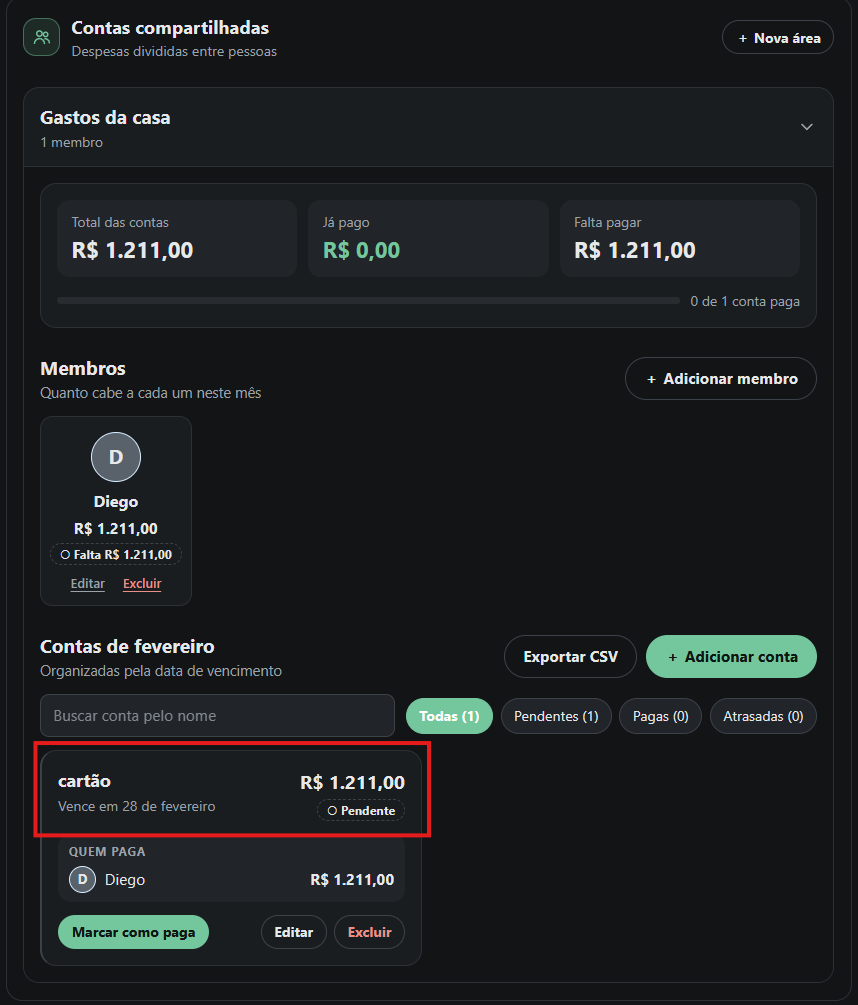 Contas compartilhadas
Despesas divididas entre pessoas
+ Nova área
Gastos da casa
1 membro
Total das contas
R$ 1.211,00
Já pago
R$ 0,00
Falta pagar
R$ 1.211,00
0 de 1 conta paga
Membros
Quanto cabe a cada um neste mês
+ Adicionar membro
D
Diego
R$ 1.211,00
Falta R$ 1.211,00
Editar Excluir
Contas de fevereiro
Organizadas pela data de vencimento
Exportar CSV
+ Adicionar conta
Buscar conta pelo nome
Todas (1)
Pendentes (1)
Pagas (0)
Atrasadas (0)
cartão
R$ 1.211,00
Vence em 28 de fevereiro
Pendente
QUEM PAGA
D Diego R$ 1.211,00
Marcar como paga
Editar
Excluir